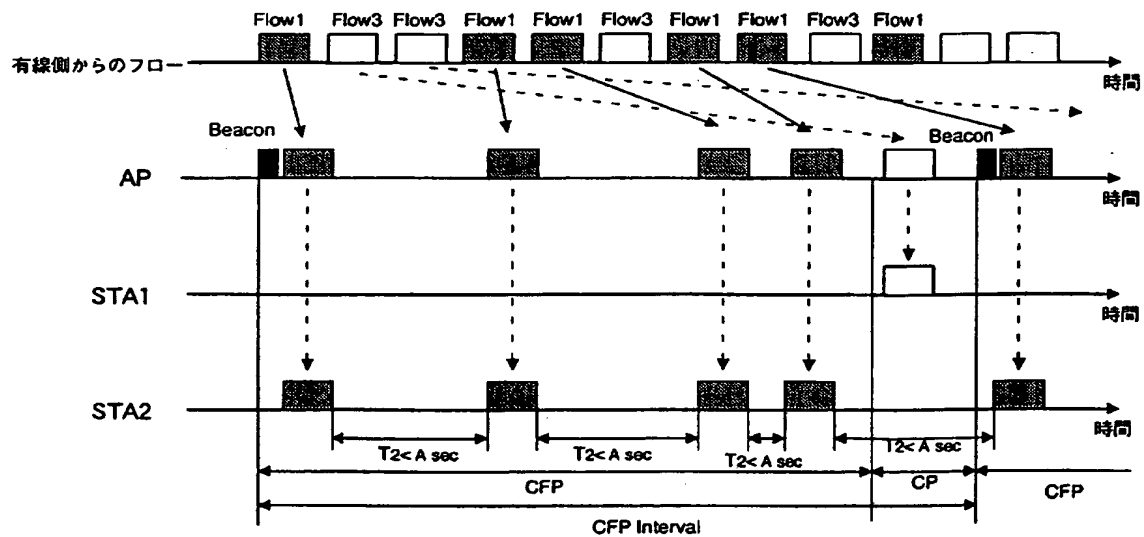 Flow1 Flow3 Flow3 Flow1 Flow1 Flow3 Flow1 Flow1 Flow3 Flow1
有線側からのフロー
時間
Beacon
Beacon
AP
時間
STA1
時間
STA2
時間
T2< A sec
T2< A sec
T2< A sec
T2< A sec
CFP
CP
CFP
CFP Interval